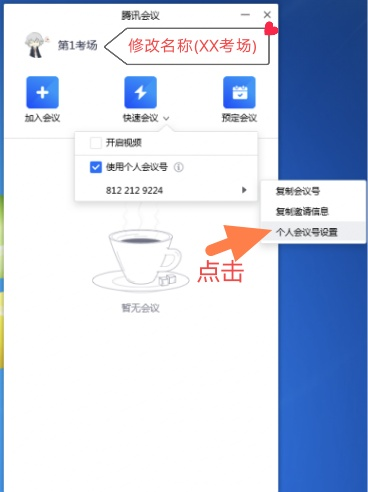 腾讯会议
第1考场
修改名称(XX考场)
加入会议 快速会议 预定会议
开启视频
使用个人会议号
812 212 9224
复制会议号
复制邀请信息
个人会议号设置
点击
暂无会议